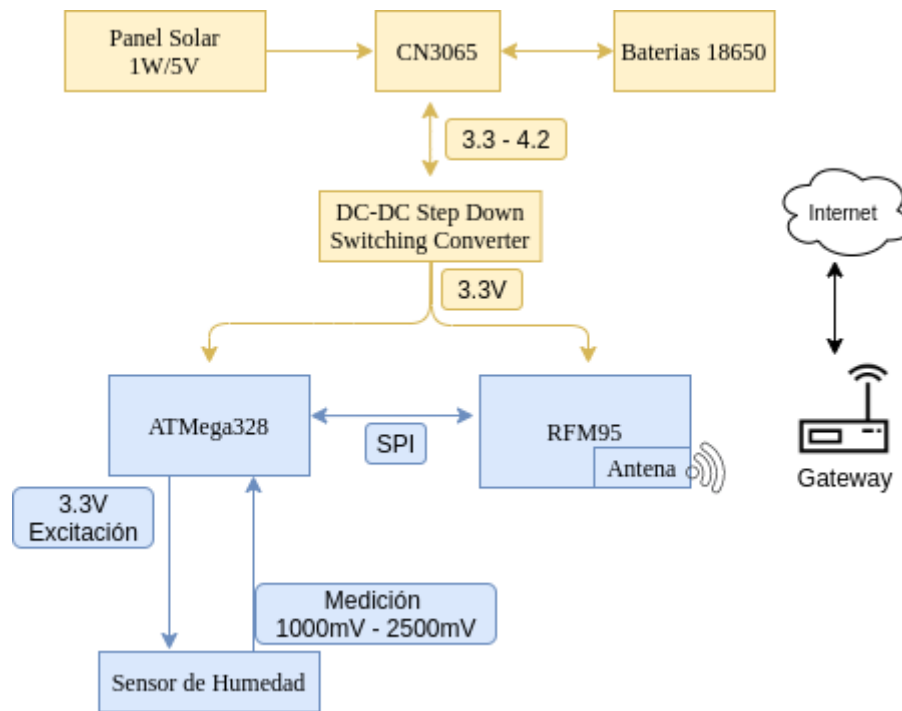 Panel Solar
1W/5V
CN3065
Baterias 18650
3.3 - 4.2
DC-DC Step Down
Switching Converter
Internet
3.3V
ATMega328
SPI
RFM95
Antena
Gateway
3.3V
Excitación
Medición
1000mV - 2500mV
Sensor de Humedad